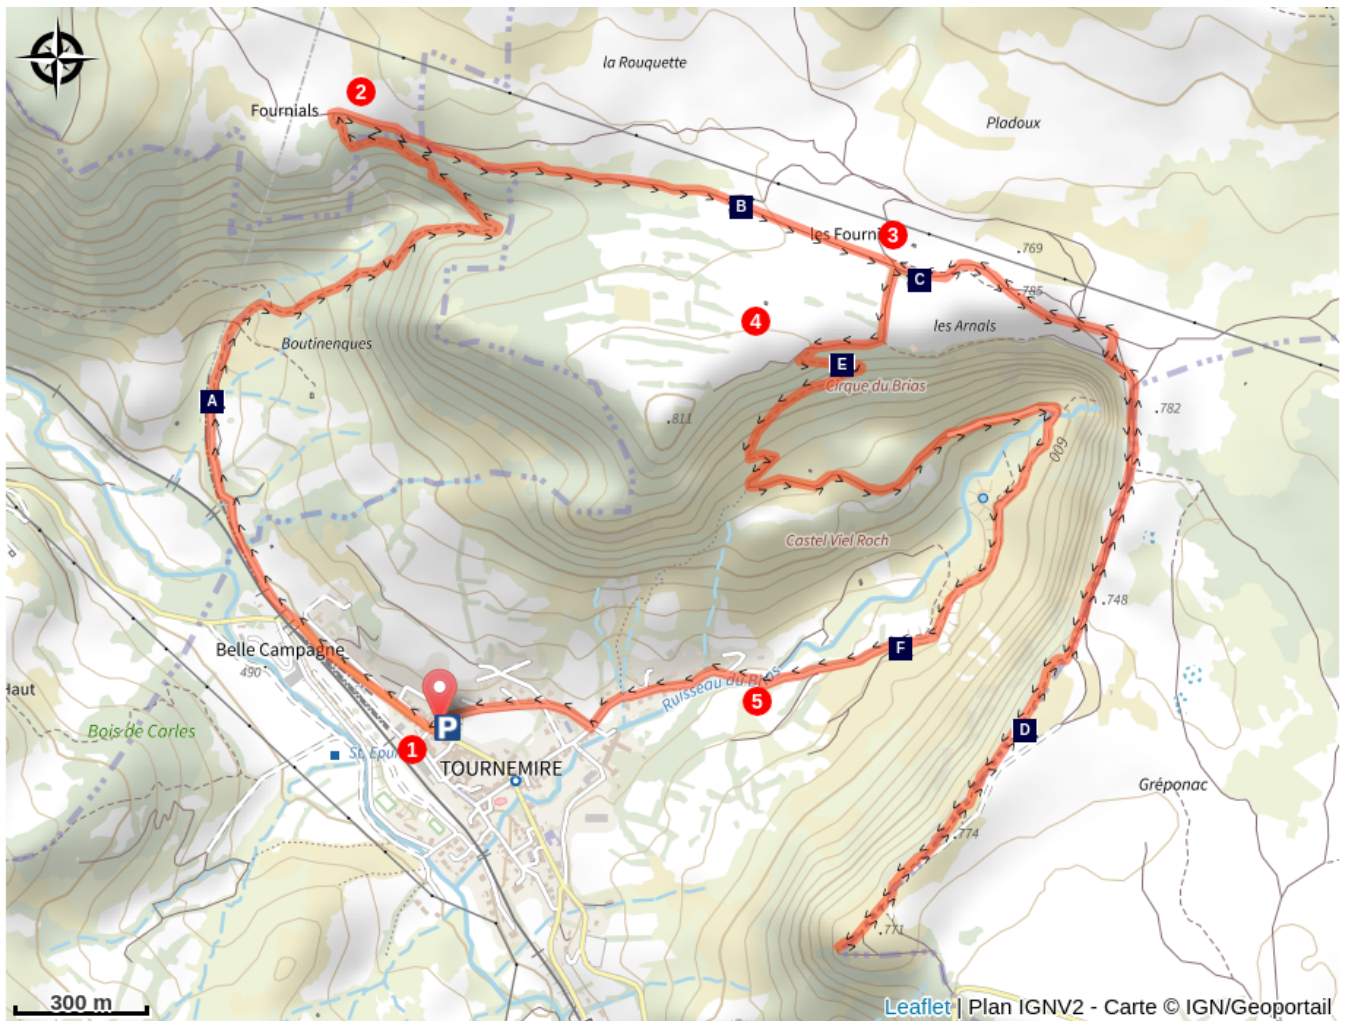 la Rouquette
2
Fournials
Pladoux
B
les Fourni
3
769
C
785
4
les Arnals
Boutinenques
E
Cirque du Brias
A
782
811
600
Castel Viel Roch
748
Belle Campagne
F
490
Haut
Ruisseau du Brias
5
Bois de Carles
P
D
1
St. Epui
TOURNEMIRE
Gréponac
774
771
300 m
Leaflet | Plan IGNV2 - Carte © IGN/Geoportail